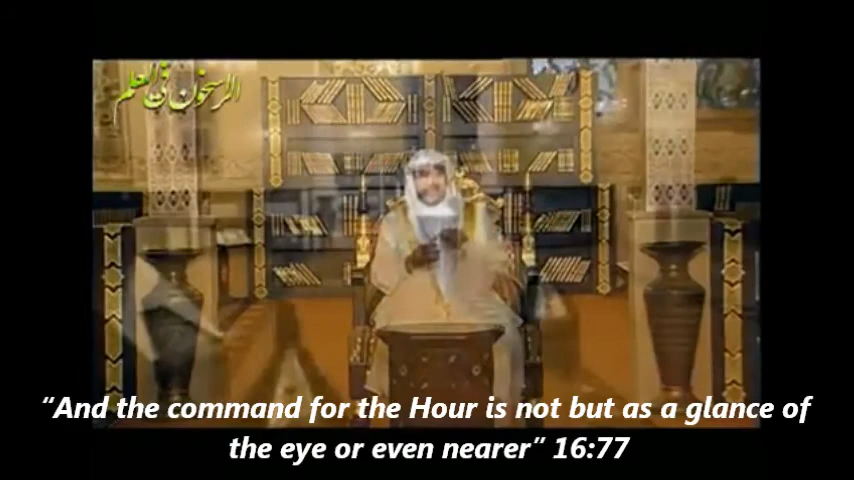 الراسخون في العلم
“And the command for the Hour is not but as a glance of
the eye or even nearer” 16:77